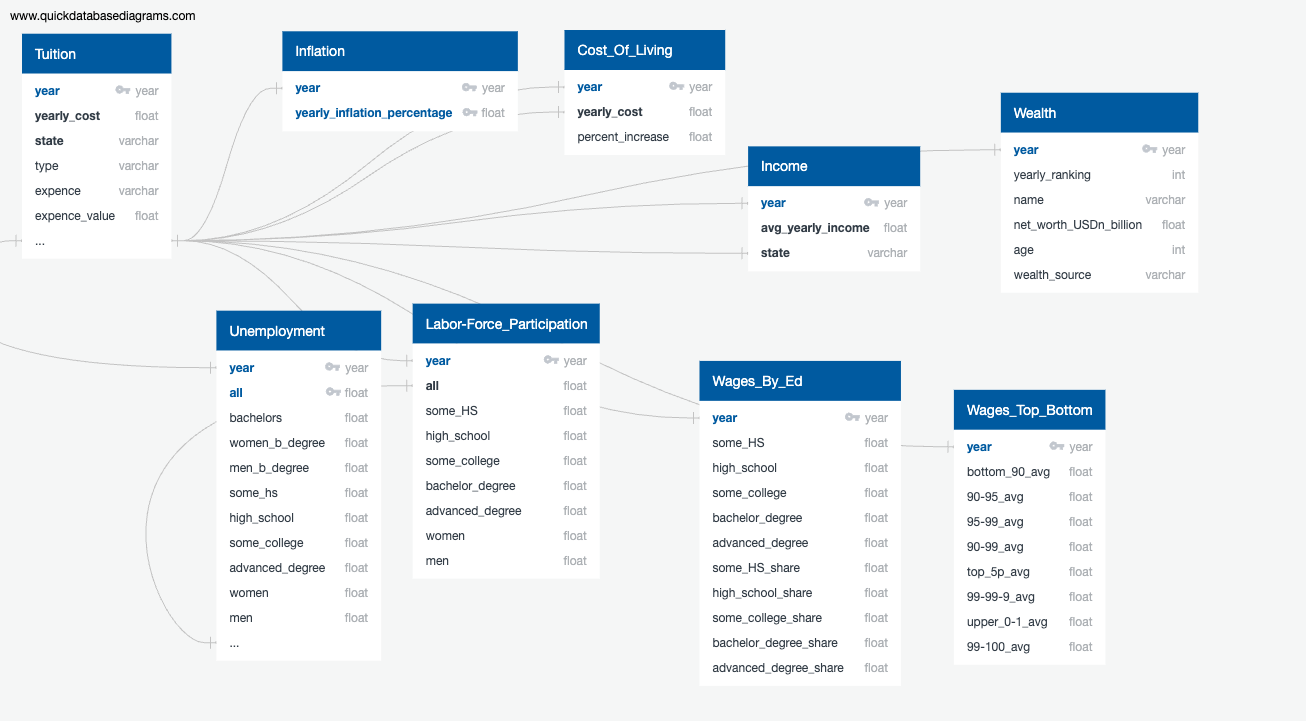 www.quickdatabasediagrams.com
Tuition
year year
yearly_cost float
state varchar
type varchar
expence varchar
expence_value float
...
Inflation
year year
yearly_inflation_percentage float
Cost_Of_Living
year year
yearly_cost float
percent_increase float
Income
year year
avg_yearly_income float
state varchar
Wealth
year year
yearly_ranking int
name varchar
net_worth_USDn_billion float
age int
wealth_source varchar
Unemployment
year year
all float
bachelors float
women_b_degree float
men_b_degree float
some_hs float
high_school float
some_college float
advanced_degree float
women float
men float
...
Labor-Force_Participation
year year
all float
some_HS float
high_school float
some_college float
bachelor_degree float
advanced_degree float
women float
men float
Wages_By_Ed
year year
some_HS float
high_school float
some_college float
bachelor_degree float
advanced_degree float
some_HS_share float
high_school_share float
some_college_share float
bachelor_degree_share float
advanced_degree_share float
Wages_Top_Bottom
year year
bottom_90_avg float
90-95_avg float
95-99_avg float
90-99_avg float
top_5p_avg float
99-99-9_avg float
upper_0-1_avg float
99-100_avg float